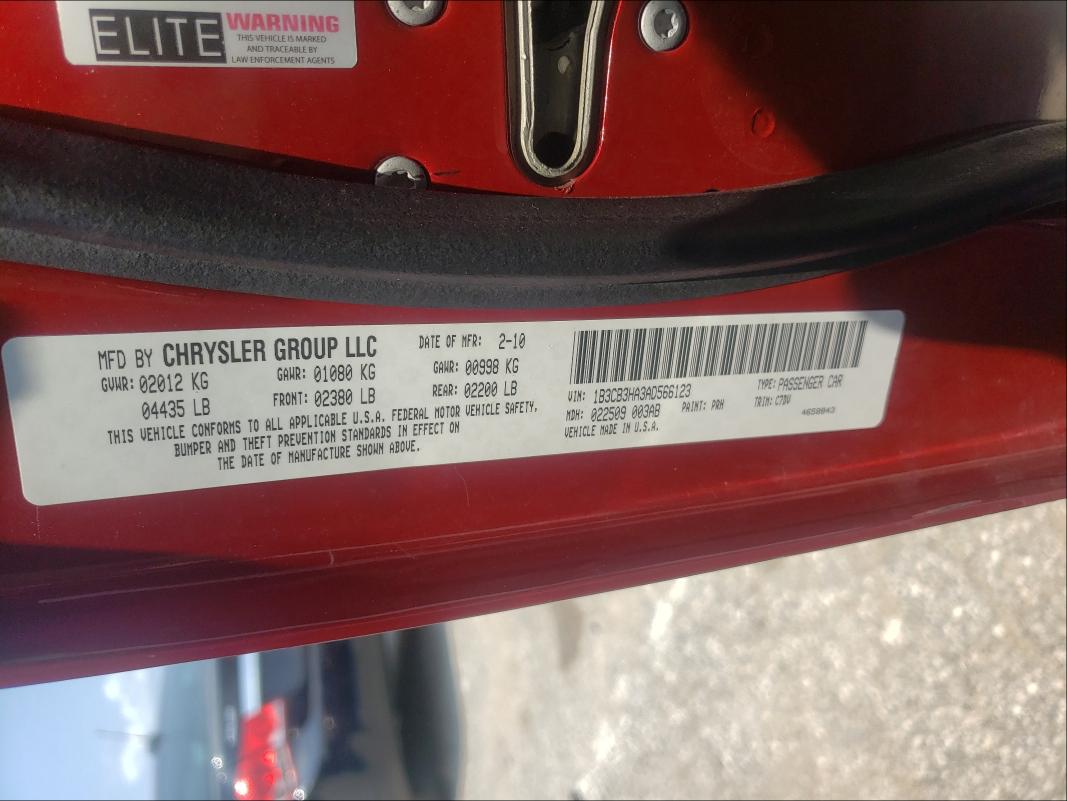 ELITE
WARNING
THIS VEHICLE IS MARKED
AND TRACEABLE BY
LAW ENFORCEMENT AGENTS
MFD BY CHRYSLER GROUP LLC
DATE OF MFR: 2-10
GVWR: 02012 KG
GAWR: 01080 KG
GAWR: 00998 KG
04435 LB
FRONT: 02380 LB
REAR: 02200 LB
THIS VEHICLE CONFORMS TO ALL APPLICABLE U.S.A. FEDERAL MOTOR VEHICLE SAFETY,
BUMPER AND THEFT PREVENTION STANDARDS IN EFFECT ON
THE DATE OF MANUFACTURE SHOWN ABOVE.
VIN: 1B3CB3HA3AD566123
TYPE: PASSENGER CAR
MDH: 022509 003AB
PAINT: PRH
TRIM: C7DV
VEHICLE MADE IN U.S.A.
4658843